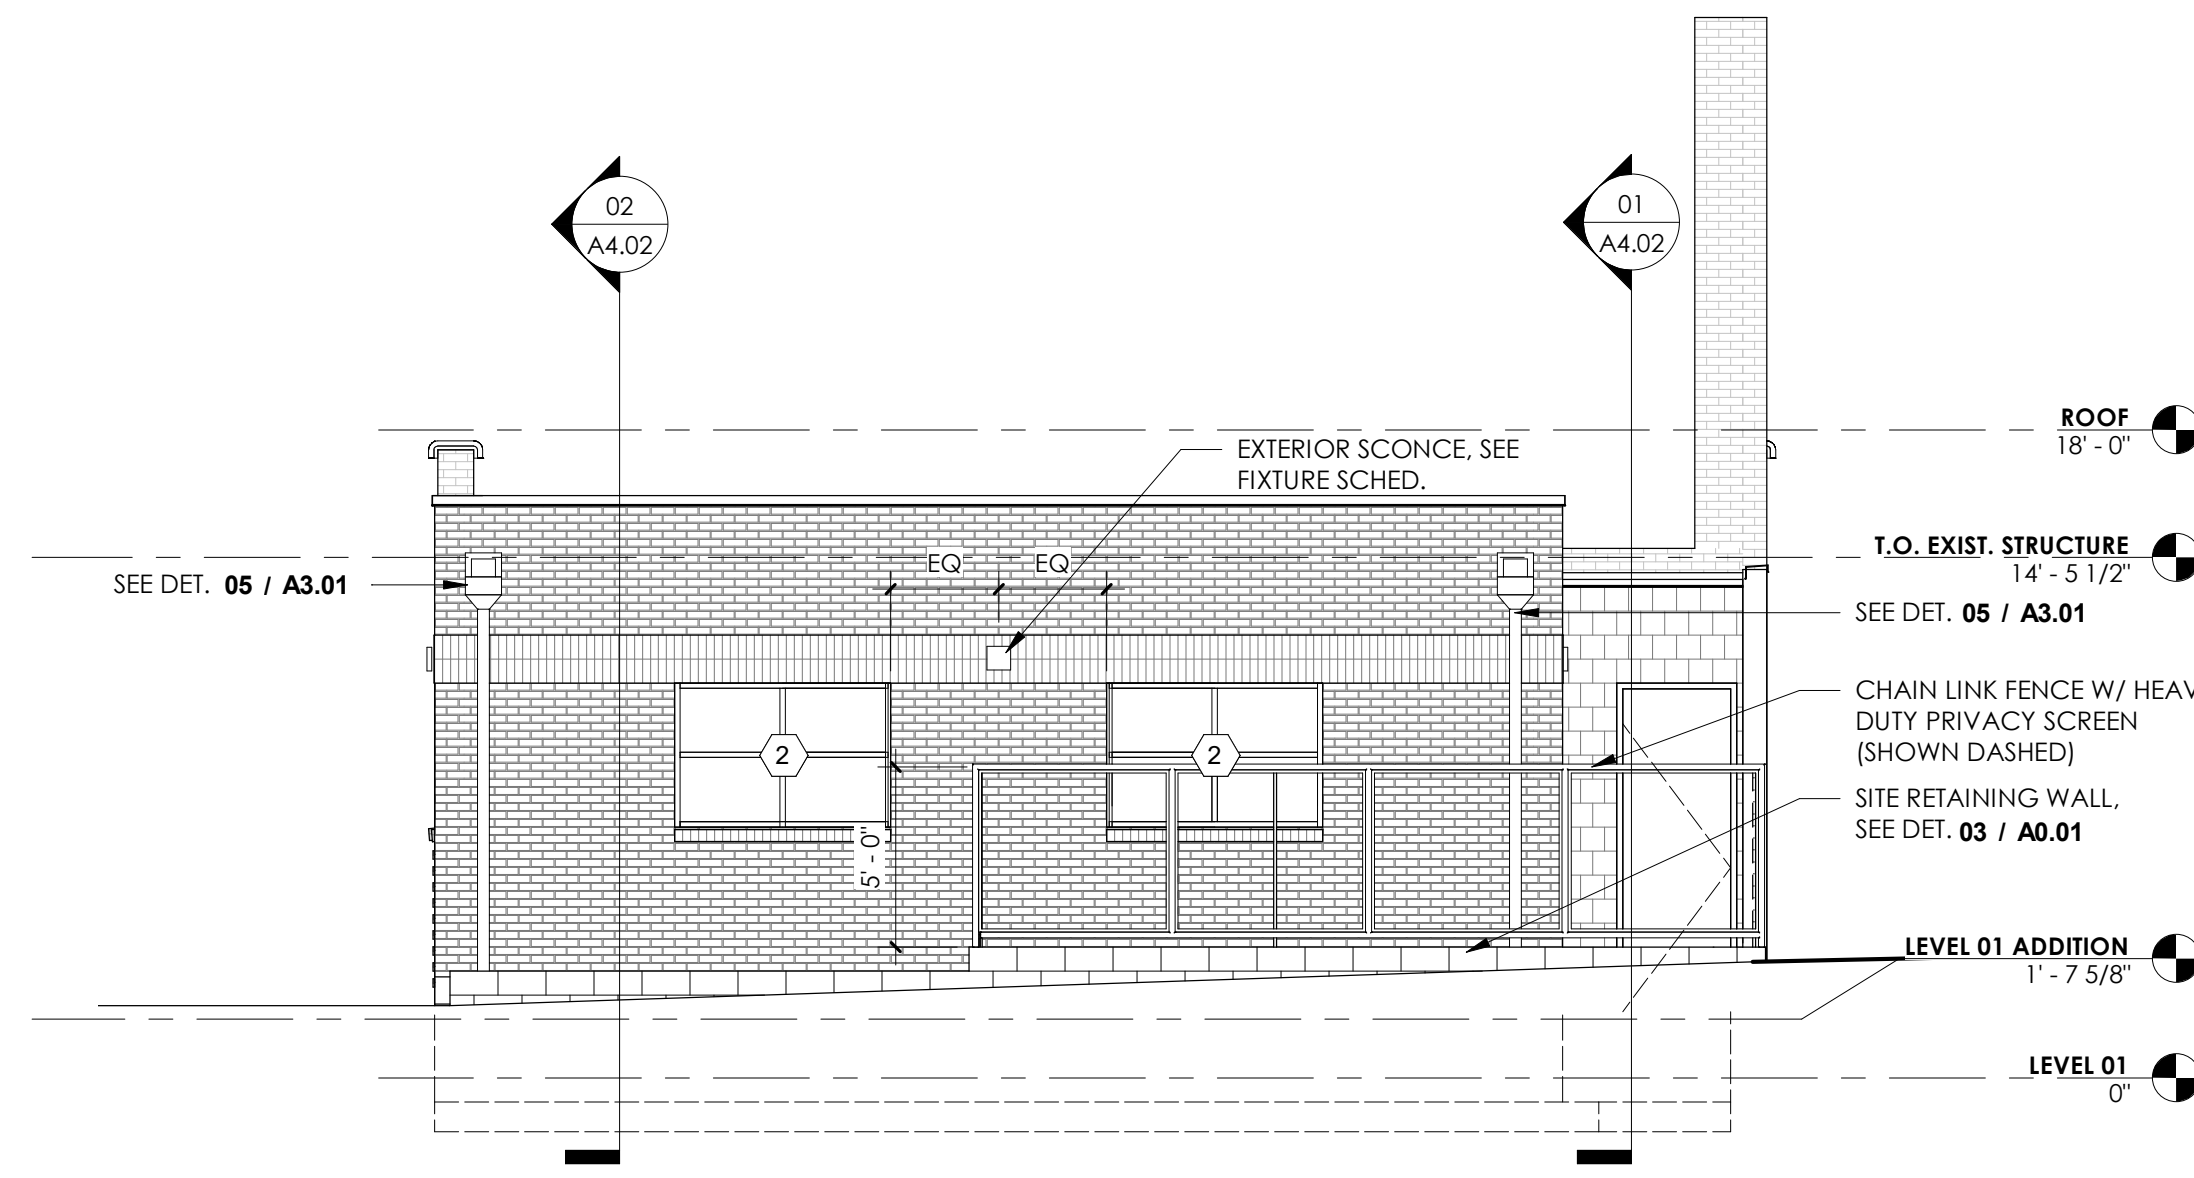 02
A4.02
01
A4.02
ROOF
18' - 0"
EXTERIOR SCONCE, SEE
FIXTURE SCHED.
T.O. EXIST. STRUCTURE
14' - 5 1/2"
EQ
EQ
SEE DET. 05 / A3.01
SEE DET. 05 / A3.01
CHAIN LINK FENCE W/ HEAV
DUTY PRIVACY SCREEN
(SHOWN DASHED)
2
2
SITE RETAINING WALL,
SEE DET. 03 / A0.01
5' - 0"
LEVEL 01 ADDITION
1' - 7 5/8"
LEVEL 01
0"